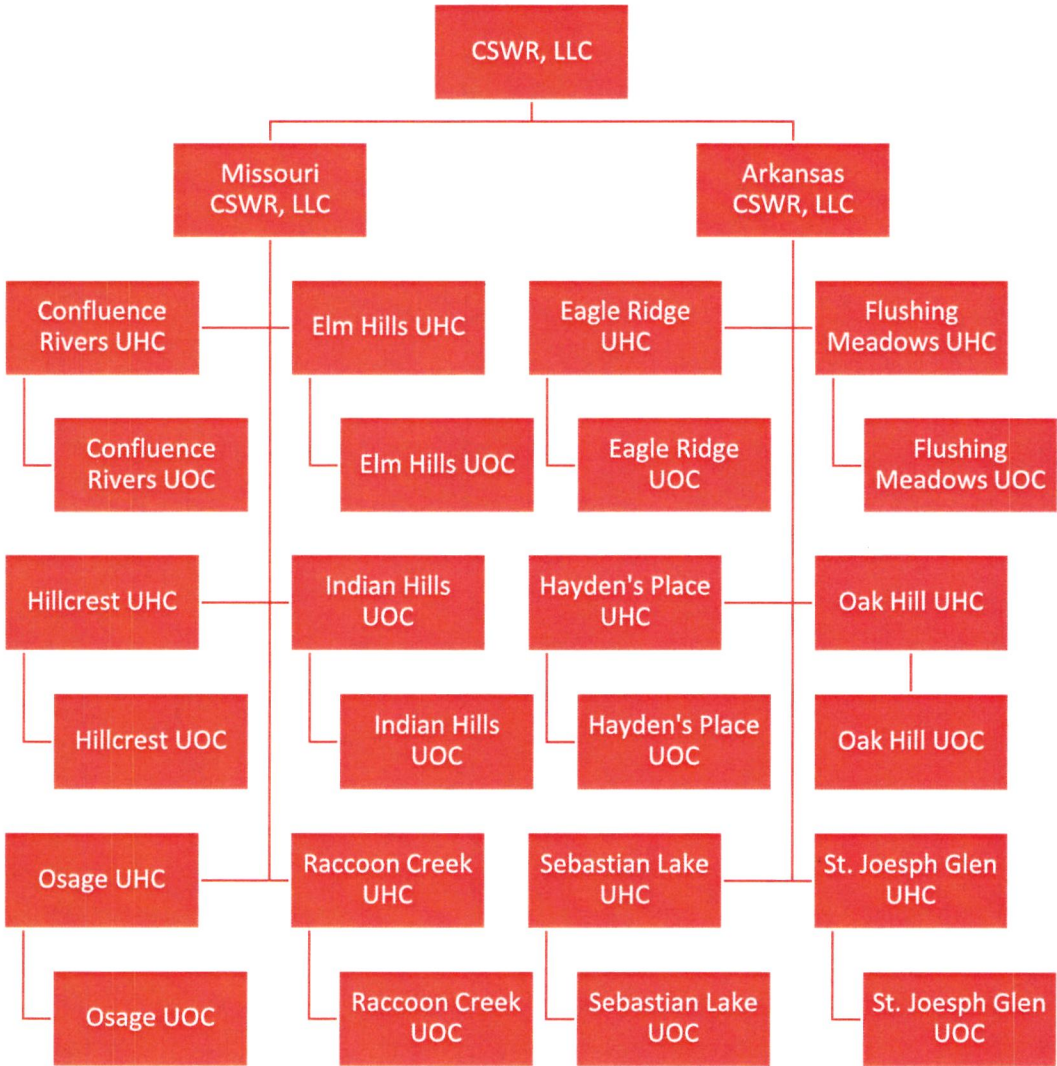 CSWR, LLC
Missouri
CSWR, LLC
Arkansas
CSWR, LLC
Confluence
Rivers UHC
Elm Hills UHC
Eagle Ridge
UHC
Flushing
Meadows UHC
Confluence
Rivers UOC
Elm Hills UOC
Eagle Ridge
UOC
Flushing
Meadows UOC
Hillcrest UHC
Indian Hills
UOC
Hayden's Place
UHC
Oak Hill UHC
Hillcrest UOC
Indian Hills
UOC
Hayden's Place
UOC
Oak Hill UOC
Osage UHC
Raccoon Creek
UHC
Sebastian Lake
UHC
St. Joesph Glen
UHC
Osage UOC
Raccoon Creek
UOC
Sebastian Lake
UOC
St. Joesph Glen
UOC